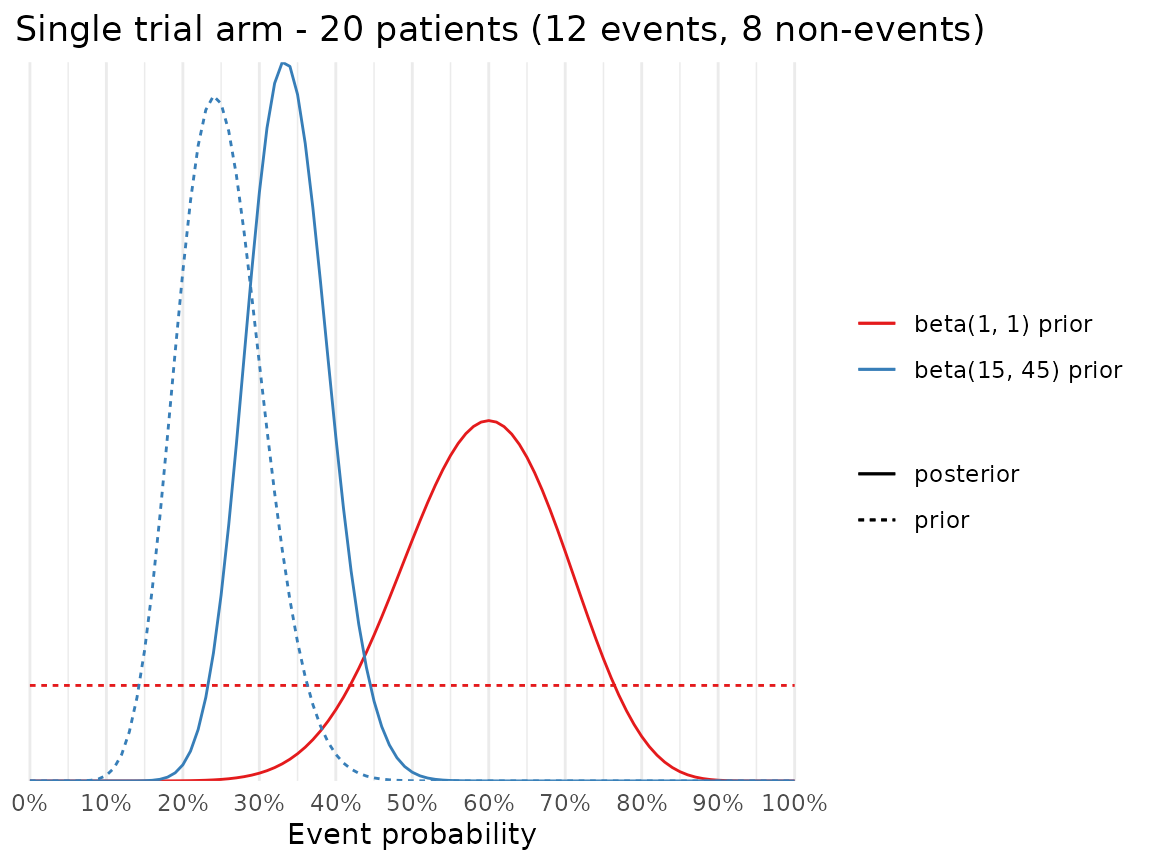 Single trial arm - 20 patients (12 events, 8 non-events)
beta(1, 1) prior
beta(15, 45) prior
posterior
prior
0% 10% 20% 30% 40% 50% 60% 70% 80% 90% 100%
Event probability